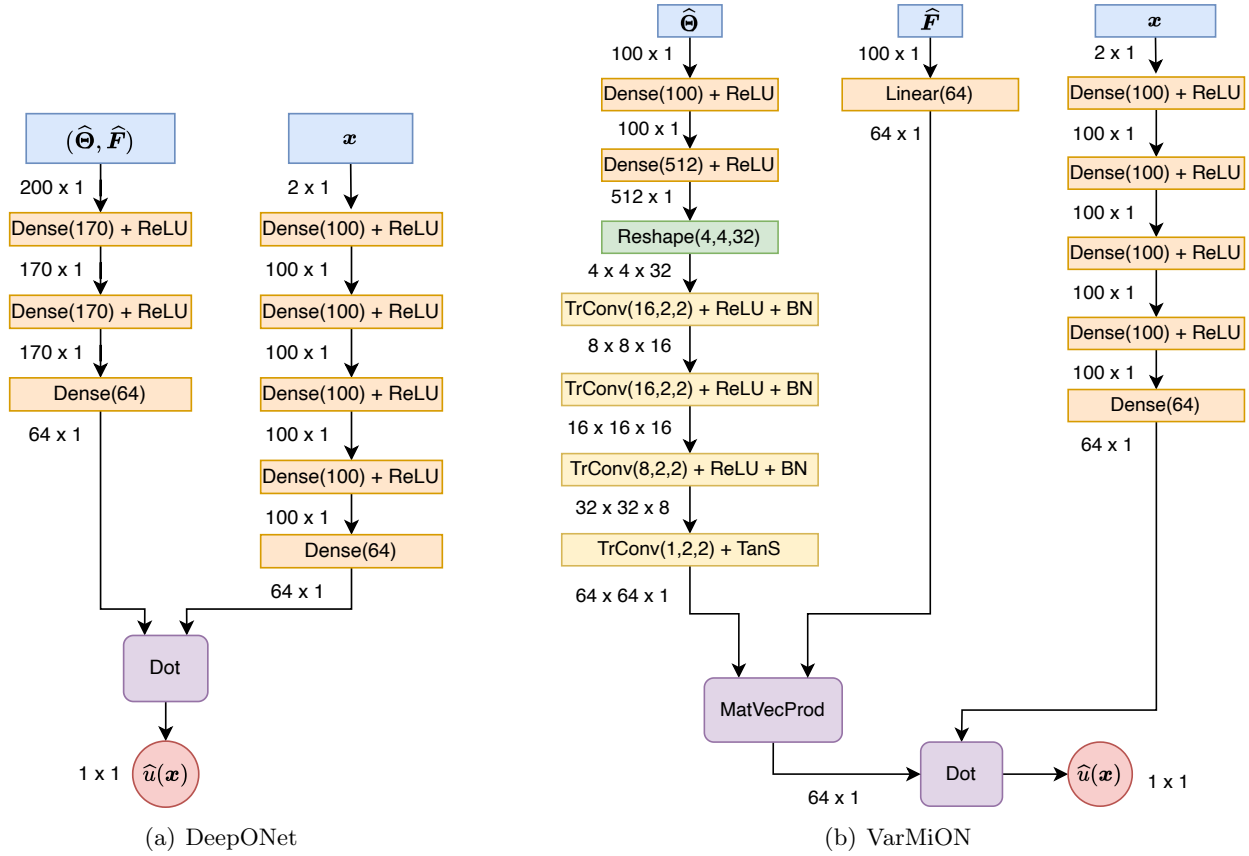 (Θ̂, F̂)
x
200 x 1
2 x 1
Dense(170) + ReLU
Dense(100) + ReLU
170 x 1
100 x 1
Dense(170) + ReLU
Dense(100) + ReLU
170 x 1
100 x 1
Dense(64)
Dense(100) + ReLU
64 x 1
100 x 1
Dense(100) + ReLU
100 x 1
Dense(64)
64 x 1
Dot
1 x 1
û(x)
(a) DeepONet
Θ̂
F̂
x
100 x 1
100 x 1
2 x 1
Dense(100) + ReLU
Linear(64)
Dense(100) + ReLU
100 x 1
64 x 1
100 x 1
Dense(512) + ReLU
Dense(100) + ReLU
512 x 1
100 x 1
Reshape(4,4,32)
Dense(100) + ReLU
4 x 4 x 32
100 x 1
TrConv(16,2,2) + ReLU + BN
Dense(100) + ReLU
8 x 8 x 16
100 x 1
TrConv(16,2,2) + ReLU + BN
Dense(64)
16 x 16 x 16
64 x 1
TrConv(8,2,2) + ReLU + BN
32 x 32 x 8
TrConv(1,2,2) + TanS
64 x 64 x 1
MatVecProd
64 x 1
Dot
û(x)
1 x 1
(b) VarMiON